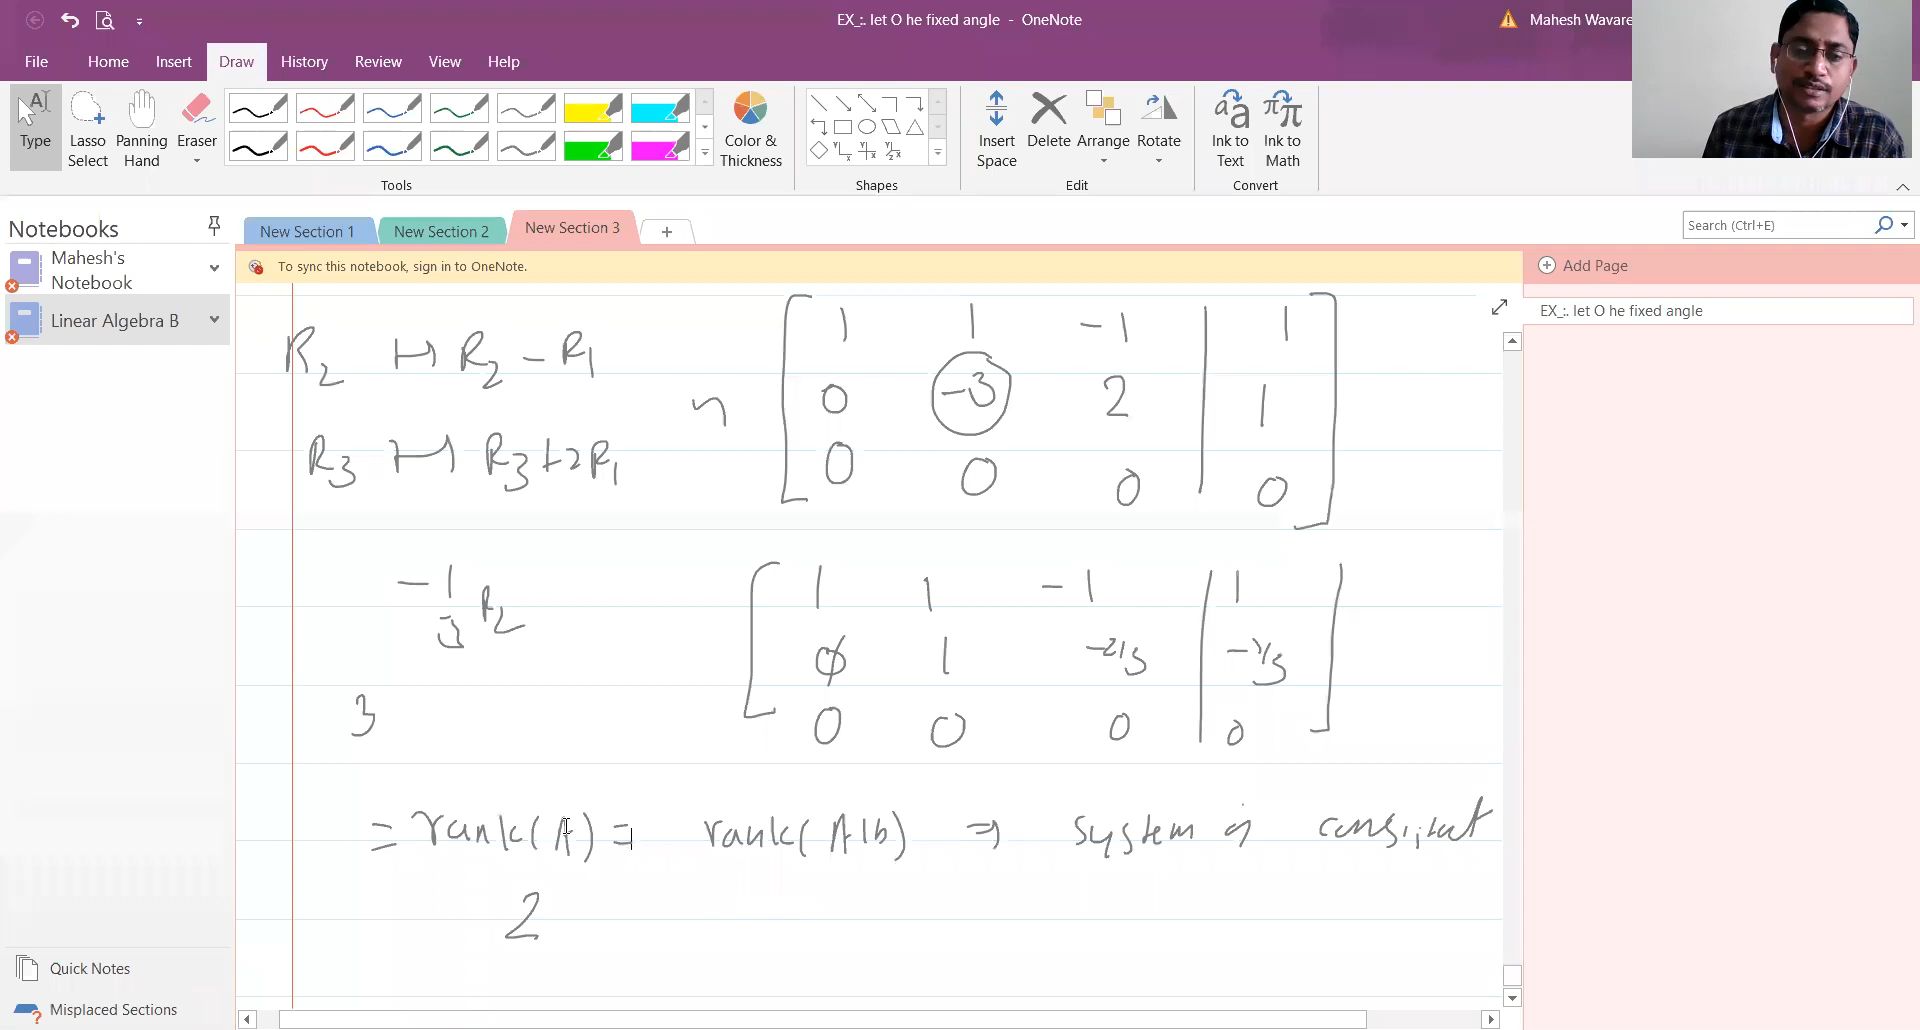 EX_:. let O he fixed angle - OneNote
Mahesh Wavare
File Home Insert Draw History Review View Help
Type
Lasso Select
Panning Hand
Eraser
Color & Thickness
Insert Space
Delete
Arrange
Rotate
Ink to Text
Ink to Math
Tools
Shapes
Edit
Convert
Notebooks
New Section 1
New Section 2
New Section 3
+
Search (Ctrl+E)
Mahesh's Notebook
Linear Algebra B
To sync this notebook, sign in to OneNote.
Add Page
EX_:. let O he fixed angle
R2 ↦ R2 - R1
R3 ↦ R3+2R1
~ [ 1 1 -1 | 1
0 -3 2 | 1
0 0 0 | 0 ]
-1/3 R2
[ 1 1 -1 | 1
0 1 -2/3 | -1/3
0 0 0 | 0 ]
3
= rank(A) = rank(A|b) ⇒ system is consistent
2
Quick Notes
Misplaced Sections